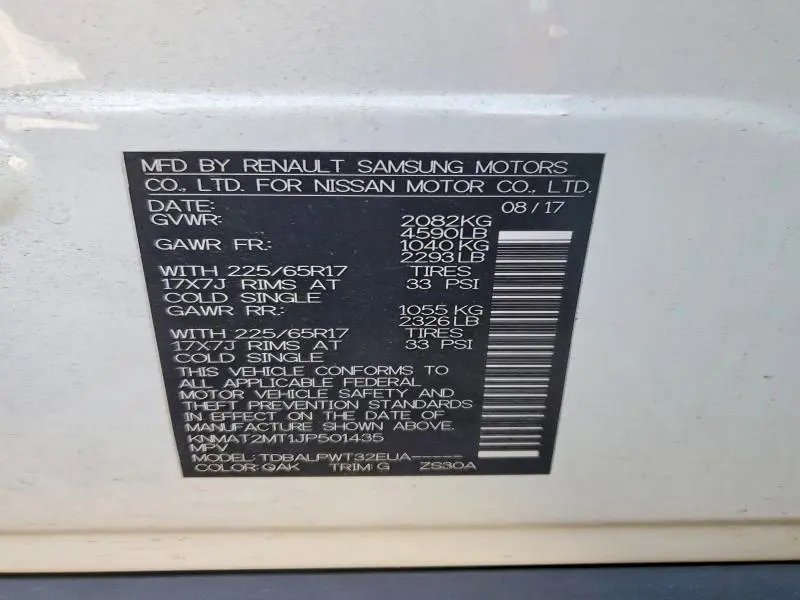 MFD BY RENAULT SAMSUNG MOTORS
CO., LTD. FOR NISSAN MOTOR CO., LTD.
DATE: 08/17
GVWR: 2082KG
4590LB
GAWR FR: 1040 KG
2293 LB
WITH 225/65R17 TIRES
17X7J RIMS AT 33 PSI
COLD SINGLE
GAWR RR: 1055 KG
2326 LB
WITH 225/65R17 TIRES
17X7J RIMS AT 33 PSI
COLD SINGLE
THIS VEHICLE CONFORMS TO
ALL APPLICABLE FEDERAL
MOTOR VEHICLE SAFETY AND
THEFT PREVENTION STANDARDS
IN EFFECT ON THE DATE OF
MANUFACTURE SHOWN ABOVE.
KNMAT2MT1JP501435
MPV
MODEL: TDBALPWT32EUA-----
COLOR: QAK TRIM: G ZS30A